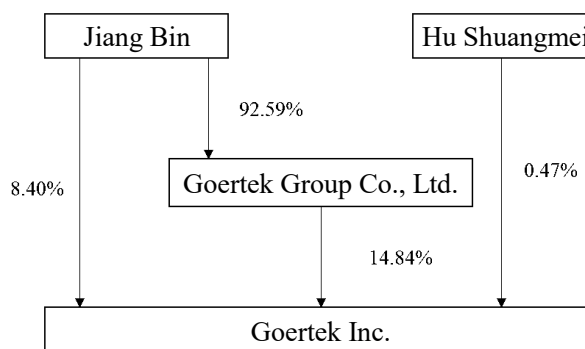 Jiang Bin
Hu Shuangmei
92.59%
8.40%
Goertek Group Co., Ltd.
0.47%
14.84%
Goertek Inc.